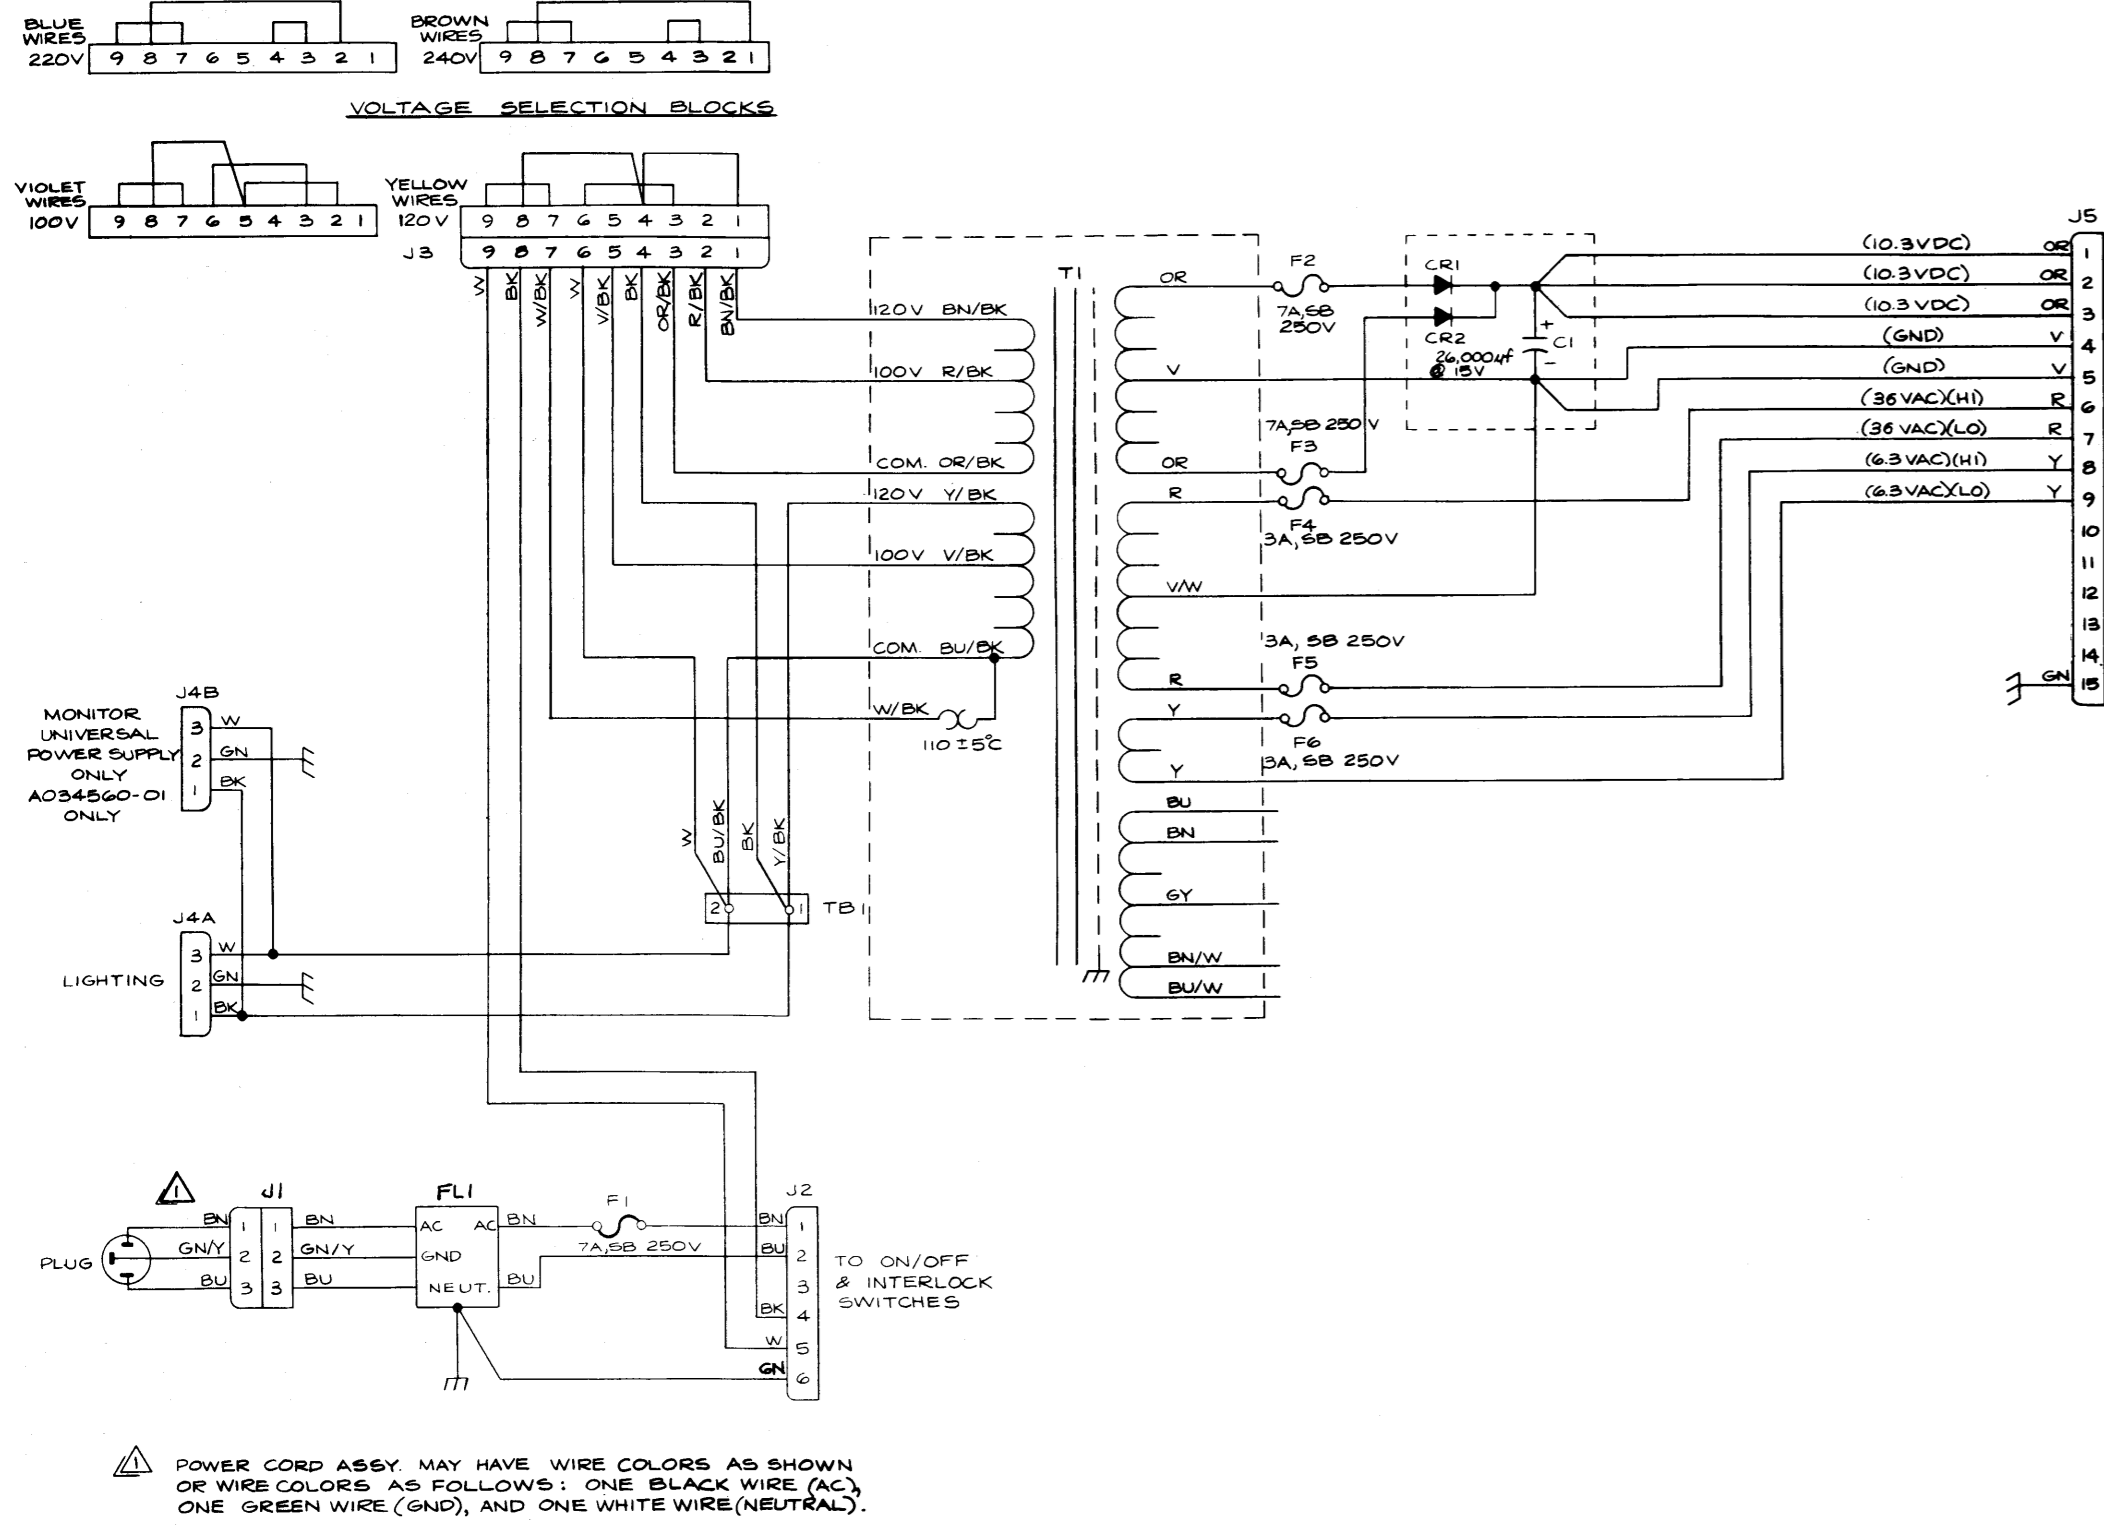 BLUE
WIRES
220V
9 8 7 6 5 4 3 2 1
BROWN
WIRES
240V
9 8 7 6 5 4 3 2 1
VOLTAGE SELECTION BLOCKS
VIOLET
WIRES
100V
9 8 7 6 5 4 3 2 1
YELLOW
WIRES
120V
9 8 7 6 5 4 3 2 1
J3
9 8 7 6 5 4 3 2 1
W
BK
W/BK
W
V/BK
BK
OR/BK
R/BK
BN/BK
120V BN/BK
100V R/BK
COM. OR/BK
120V Y/BK
100V V/BK
COM. BU/BK
W/BK
110 ±5°C
T1
OR
V
OR
R
V/W
R
Y
Y
BU
BN
GY
BN/W
BU/W
F2
7A,SB
250V
7A,SB 250V
F3
F4
3A,SB 250V
3A, SB 250V
F5
F6
3A, SB 250V
CR1
CR2
26,000µf
@ 15V
+
C1
-
J5
(10.3VDC) OR 1
(10.3VDC) OR 2
(10.3VDC) OR 3
(GND) V 4
(GND) V 5
(36VAC)(HI) R 6
(36 VAC)(LO) R 7
(6.3 VAC)(HI) Y 8
(6.3 VAC)(LO) Y 9
10
11
12
13
14
GN 15
MONITOR
UNIVERSAL
POWER SUPPLY
ONLY
A034560-01
ONLY
J4B
3 W
2 GN
1 BK
W
BU/BK
BK
Y/BK
2 1 TB1
LIGHTING
J4A
3 W
2 GN
1 BK
1
PLUG
BN
GN/Y
BU
J1
1 1 BN
2 2 GN/Y
3 3 BU
FL1
AC AC
GND
NEUT.
BN
BU
F1
7A,SB 250V
J2
BN 1
BU 2
3
BK 4
W 5
GN 6
TO ON/OFF
& INTERLOCK
SWITCHES
1 POWER CORD ASSY. MAY HAVE WIRE COLORS AS SHOWN
OR WIRE COLORS AS FOLLOWS: ONE BLACK WIRE (AC),
ONE GREEN WIRE (GND), AND ONE WHITE WIRE (NEUTRAL).